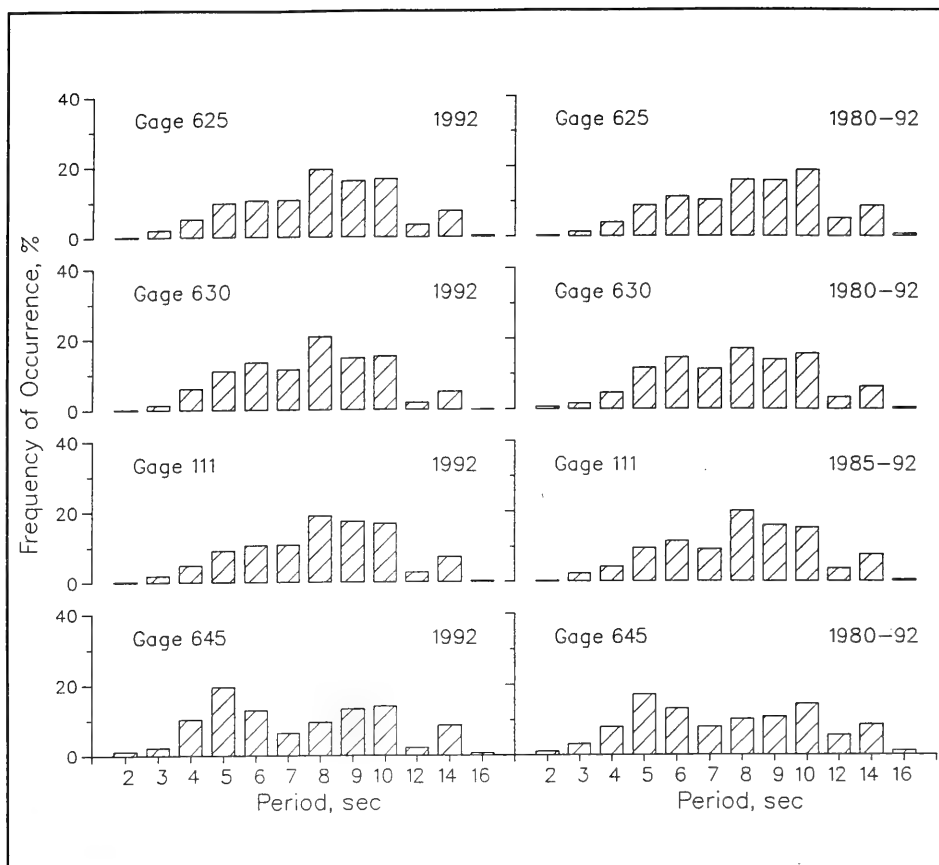 Frequency of Occurrence, %
40
20
0
Gage 625 1992
Gage 625 1980-92
40
20
0
Gage 630 1992
Gage 630 1980-92
40
20
0
Gage 111 1992
Gage 111 1985-92
40
20
0
Gage 645 1992
Gage 645 1980-92
2 3 4 5 6 7 8 9 10 12 14 16
2 3 4 5 6 7 8 9 10 12 14 16
Period, sec
Period, sec